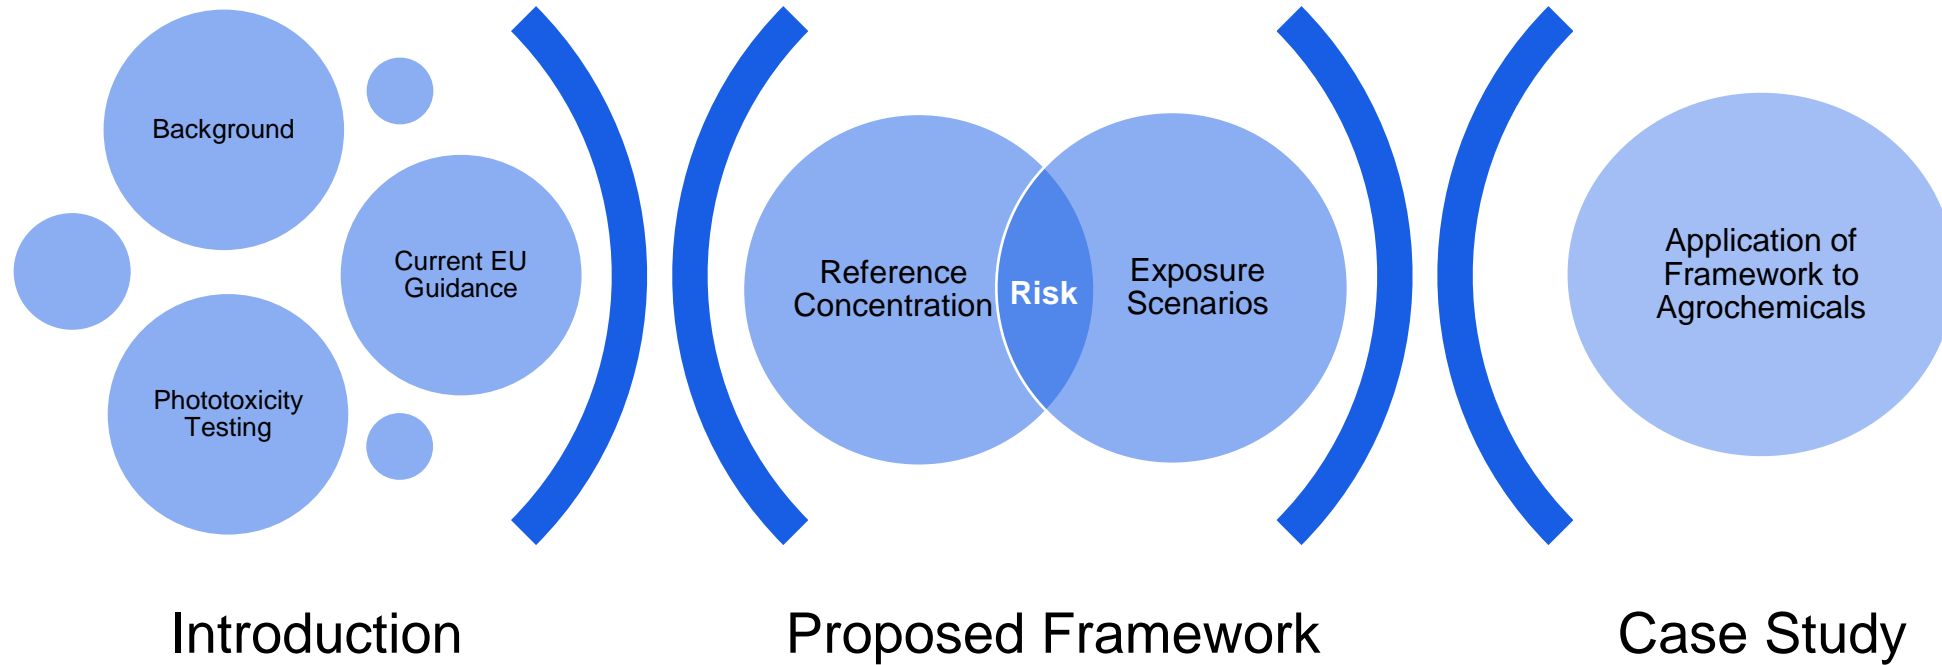 Background
Current EU
Guidance
Phototoxicity
Testing
Introduction
Reference
Concentration
Risk
Exposure
Scenarios
Proposed Framework
Application of
Framework to
Agrochemicals
Case Study